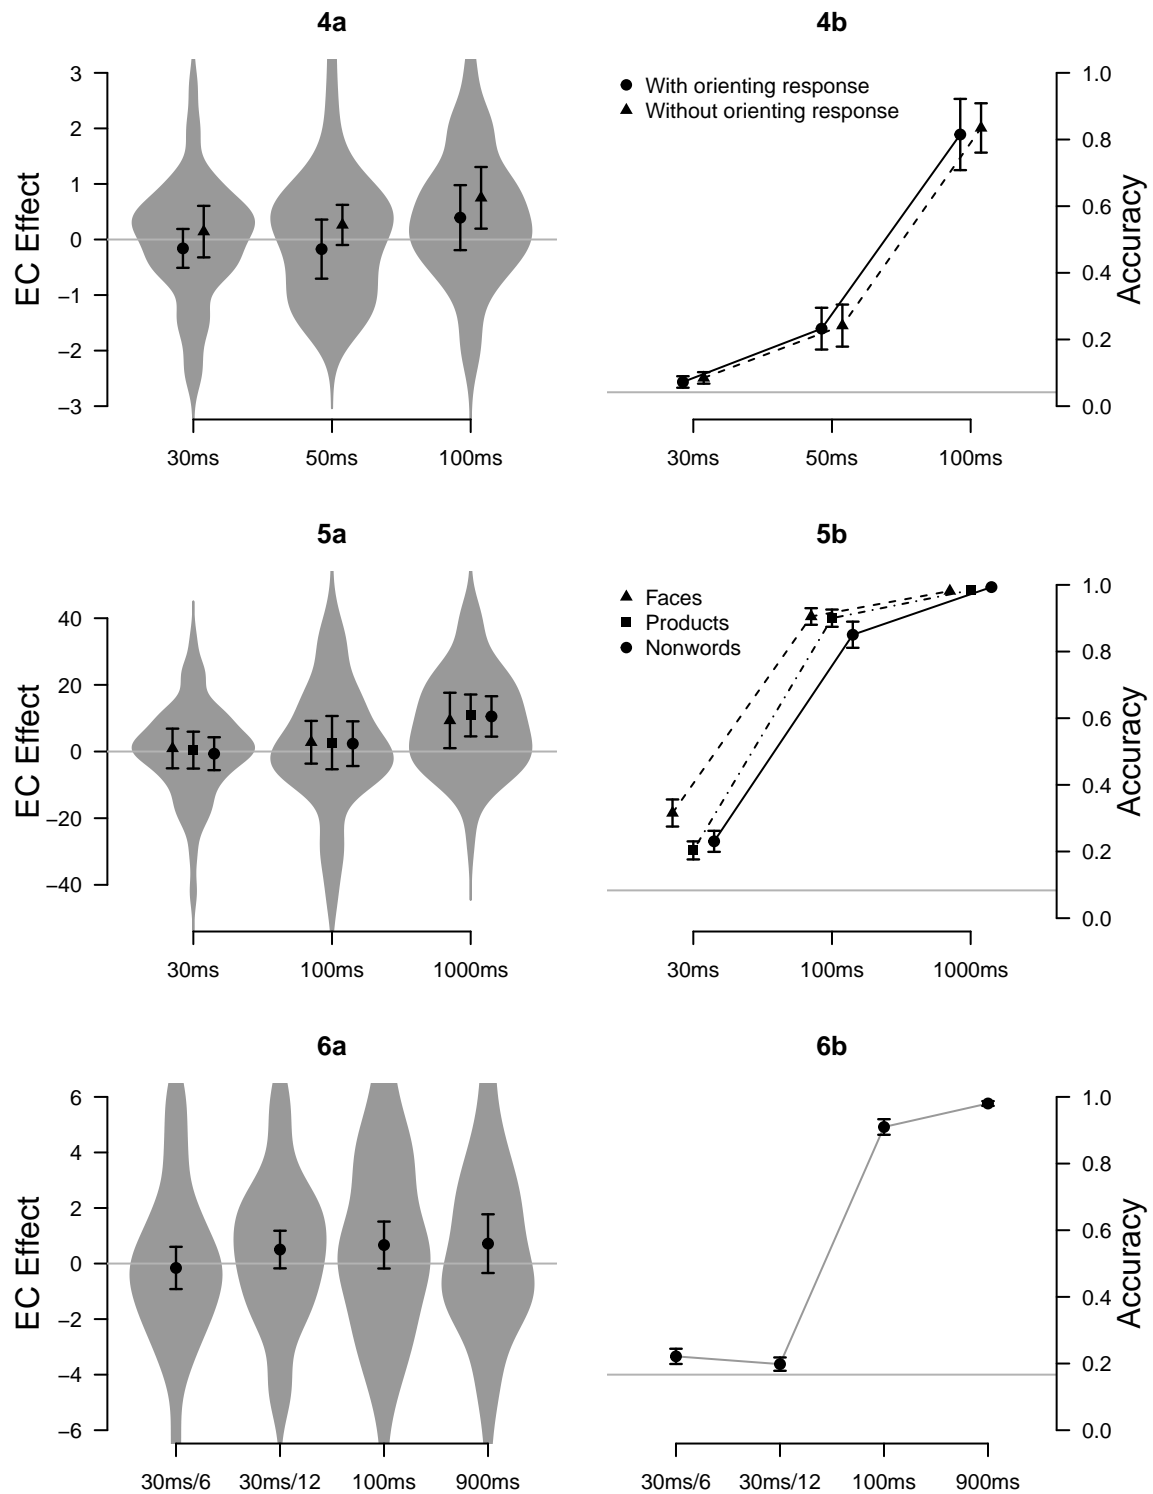 4a
4b
3
2
1
0
−1
−2
−3
EC Effect
30ms
50ms
100ms
With orienting response
Without orienting response
1.0
0.8
0.6
0.4
0.2
0.0
Accuracy
30ms
50ms
100ms
5a
5b
40
20
0
−20
−40
EC Effect
30ms
100ms
1000ms
Faces
Products
Nonwords
1.0
0.8
0.6
0.4
0.2
0.0
Accuracy
30ms
100ms
1000ms
6a
6b
6
4
2
0
−2
−4
−6
EC Effect
30ms/6
30ms/12
100ms
900ms
1.0
0.8
0.6
0.4
0.2
0.0
Accuracy
30ms/6
30ms/12
100ms
900ms